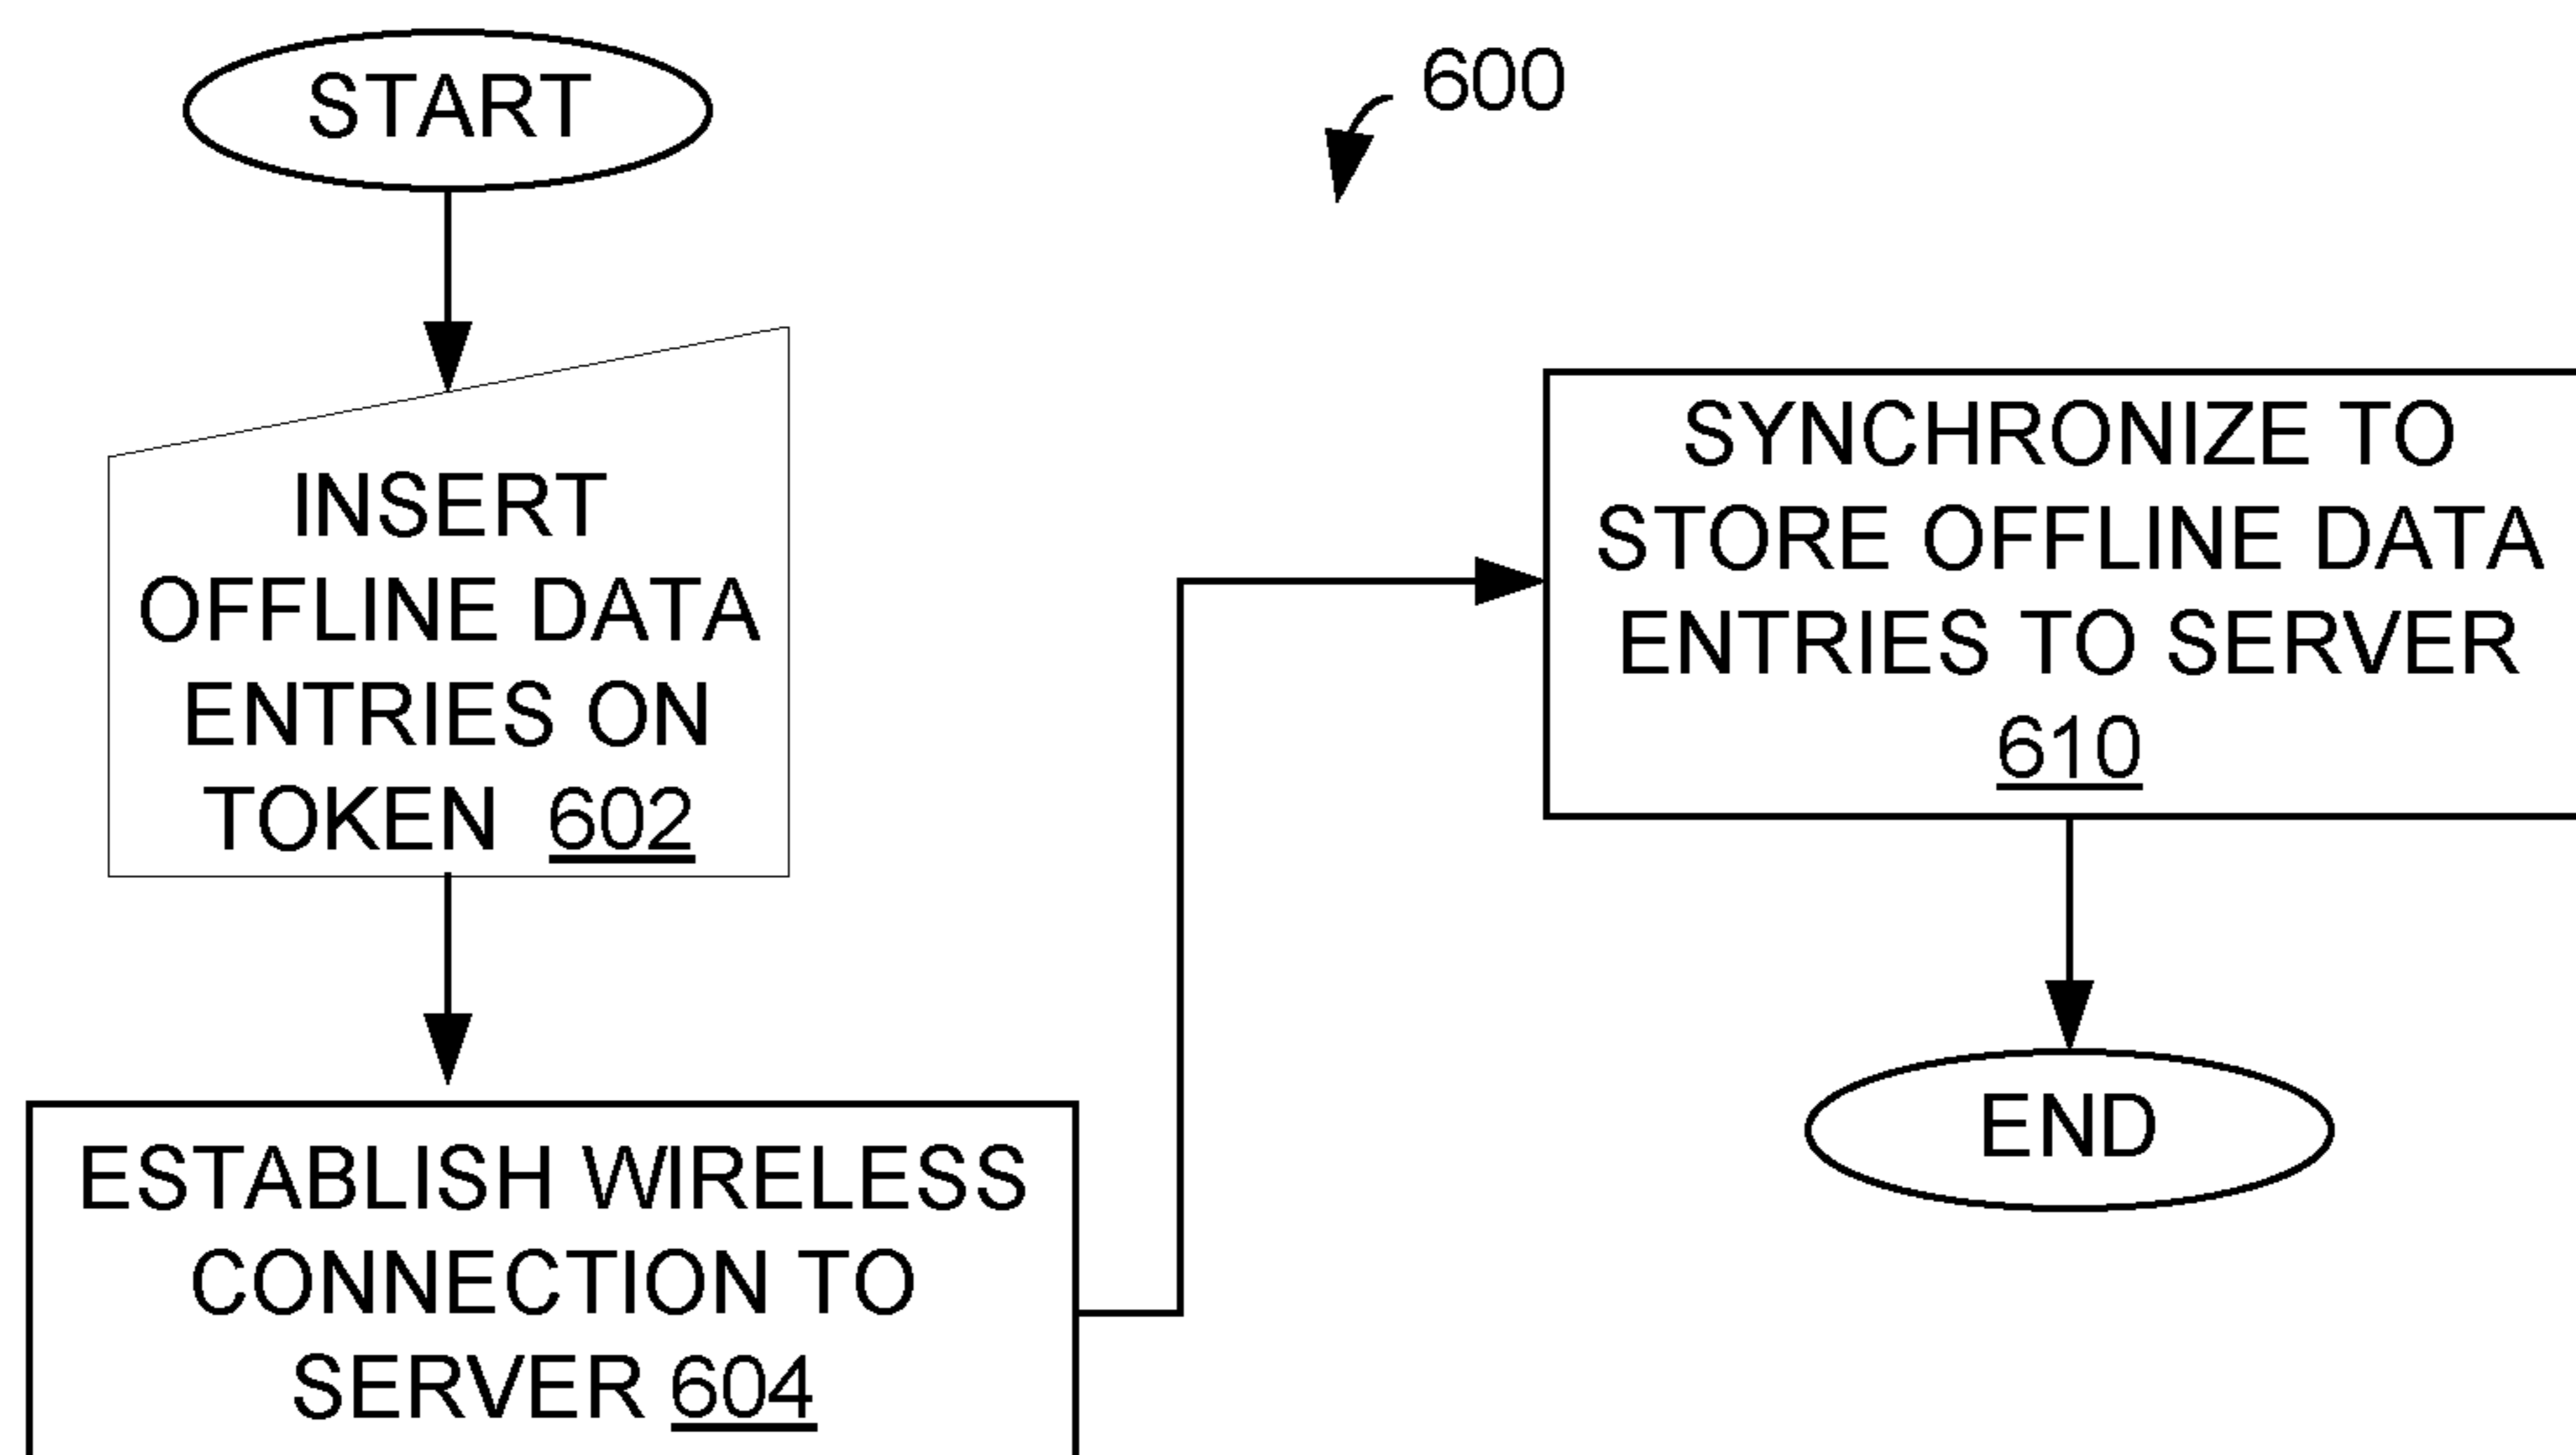 START
600
INSERT
OFFLINE DATA
ENTRIES ON
TOKEN 602
ESTABLISH WIRELESS
CONNECTION TO
SERVER 604
SYNCHRONIZE TO
STORE OFFLINE DATA
ENTRIES TO SERVER
610
END